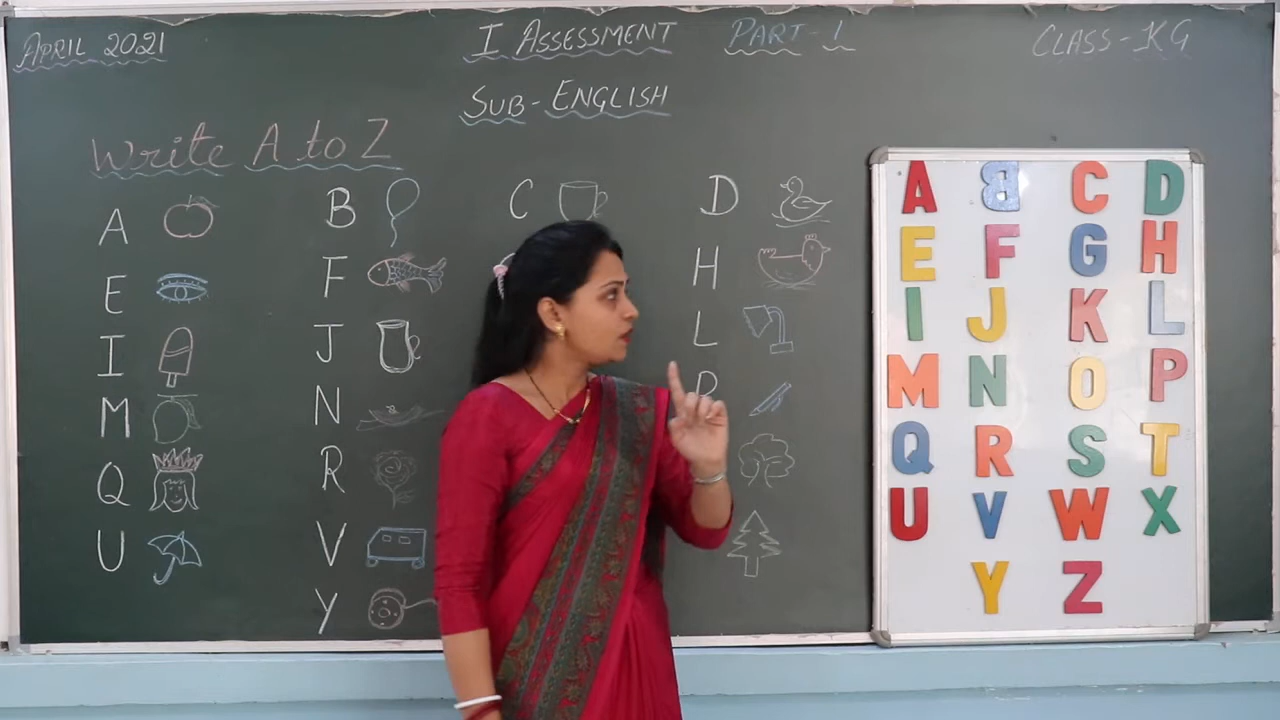 APRIL 2021
I ASSESSMENT PART-1
CLASS-KG
SUB-ENGLISH
Write A to Z
A B C D
E F H
I J L
M N P
Q R
U V
Y
A B C D
E F G H
I J K L
M N O P
Q R S T
U V W X
Y Z